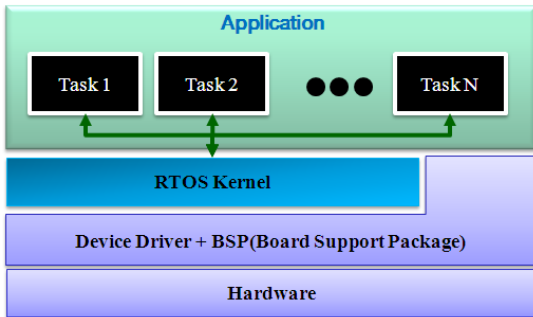 Application
Task 1
Task 2
Task N
RTOS Kernel
Device Driver + BSP(Board Support Package)
Hardware